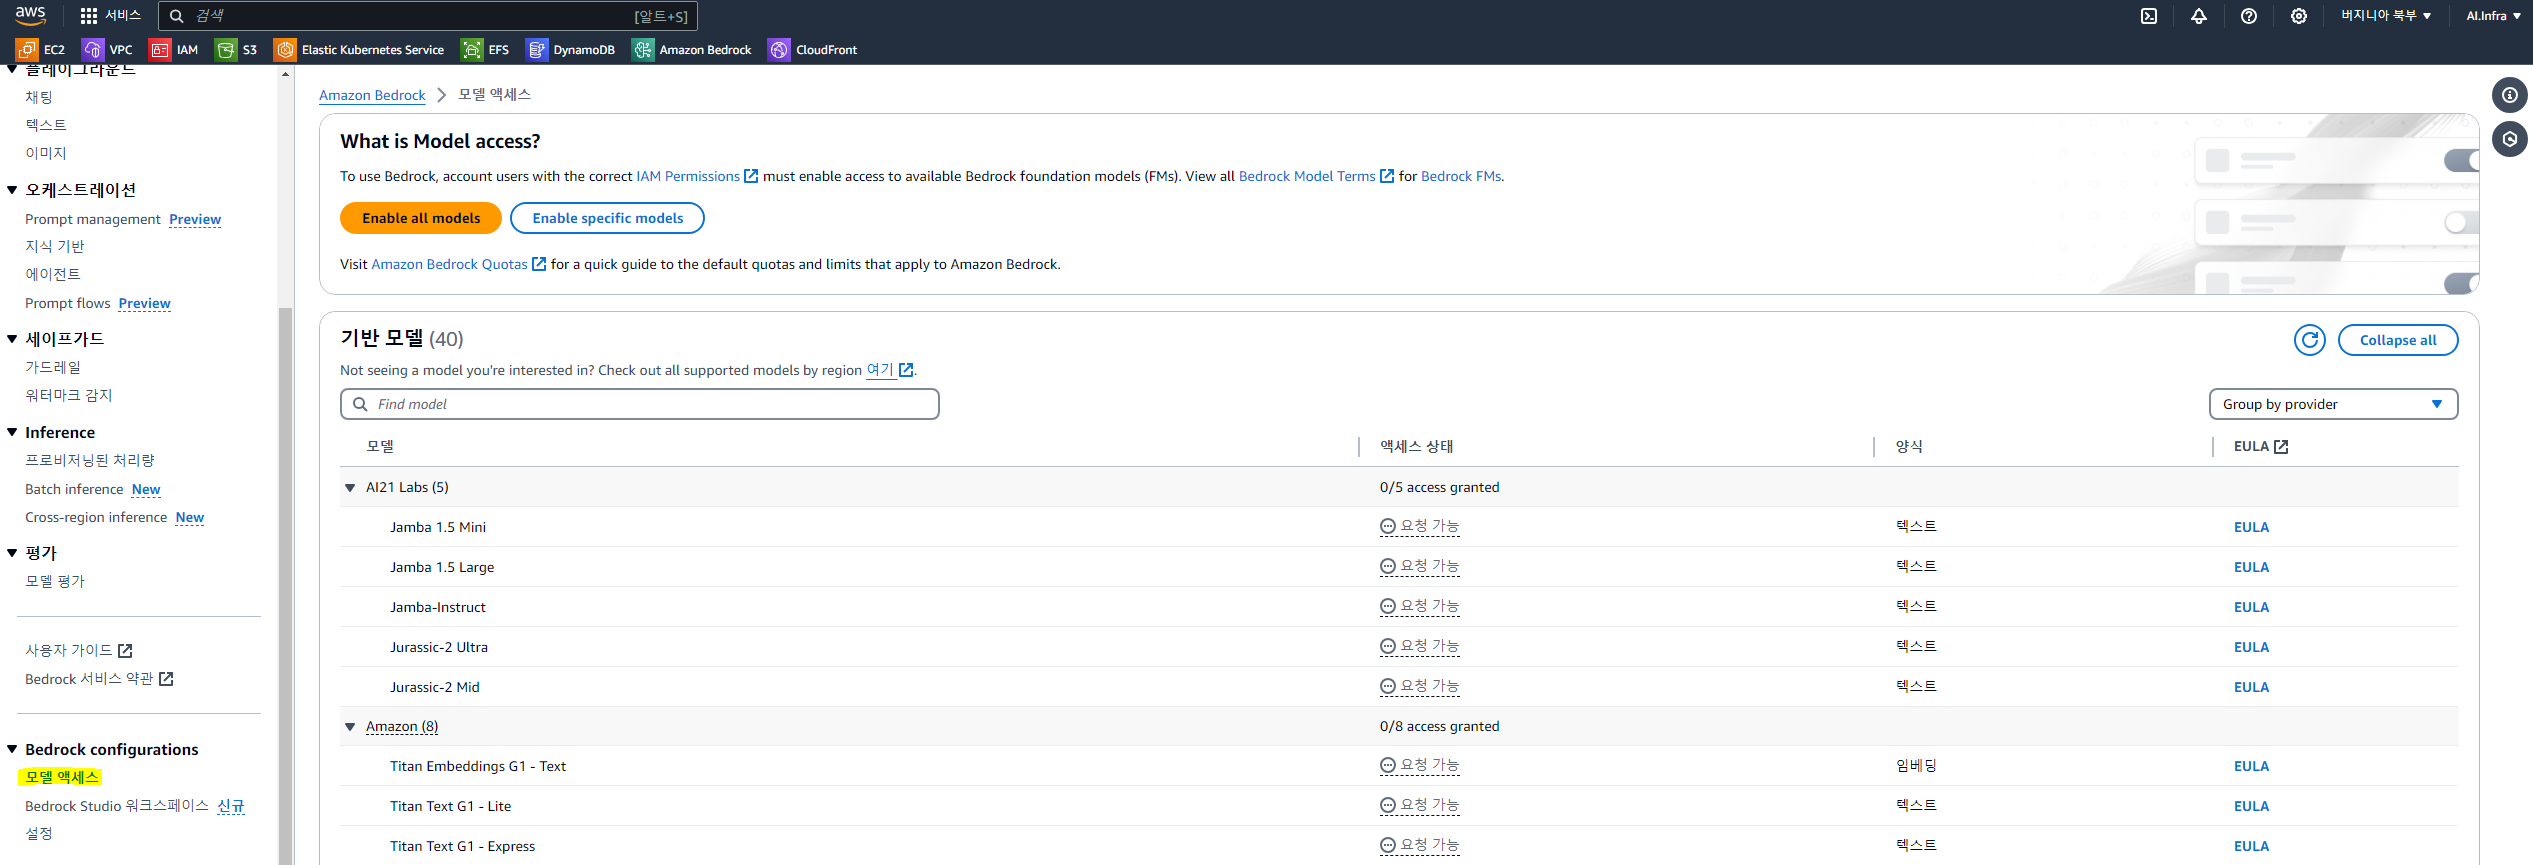 aws
서비스
검색
[알트+S]
버지니아 북부
AI.Infra
EC2
VPC
IAM
S3
Elastic Kubernetes Service
EFS
DynamoDB
Amazon Bedrock
CloudFront
플레이그라운드
채팅
텍스트
이미지
오케스트레이션
Prompt management Preview
지식 기반
에이전트
Prompt flows Preview
세이프가드
가드레일
워터마크 감지
Inference
프로비저닝된 처리량
Batch inference New
Cross-region inference New
평가
모델 평가
사용자 가이드
Bedrock 서비스 약관
Bedrock configurations
모델 액세스
Bedrock Studio 워크스페이스 신규
설정
Amazon Bedrock
모델 액세스
What is Model access?
To use Bedrock, account users with the correct IAM Permissions must enable access to available Bedrock foundation models (FMs). View all Bedrock Model Terms for Bedrock FMs.
Enable all models
Enable specific models
Visit Amazon Bedrock Quotas for a quick guide to the default quotas and limits that apply to Amazon Bedrock.
기반 모델 (40)
Collapse all
Not seeing a model you're interested in? Check out all supported models by region 여기.
Find model
Group by provider
모델 액세스 상태 양식 EULA
AI21 Labs (5) 0/5 access granted
Jamba 1.5 Mini 요청 가능 텍스트 EULA
Jamba 1.5 Large 요청 가능 텍스트 EULA
Jamba-Instruct 요청 가능 텍스트 EULA
Jurassic-2 Ultra 요청 가능 텍스트 EULA
Jurassic-2 Mid 요청 가능 텍스트 EULA
Amazon (8) 0/8 access granted
Titan Embeddings G1 - Text 요청 가능 임베딩 EULA
Titan Text G1 - Lite 요청 가능 텍스트 EULA
Titan Text G1 - Express 요청 가능 텍스트 EULA